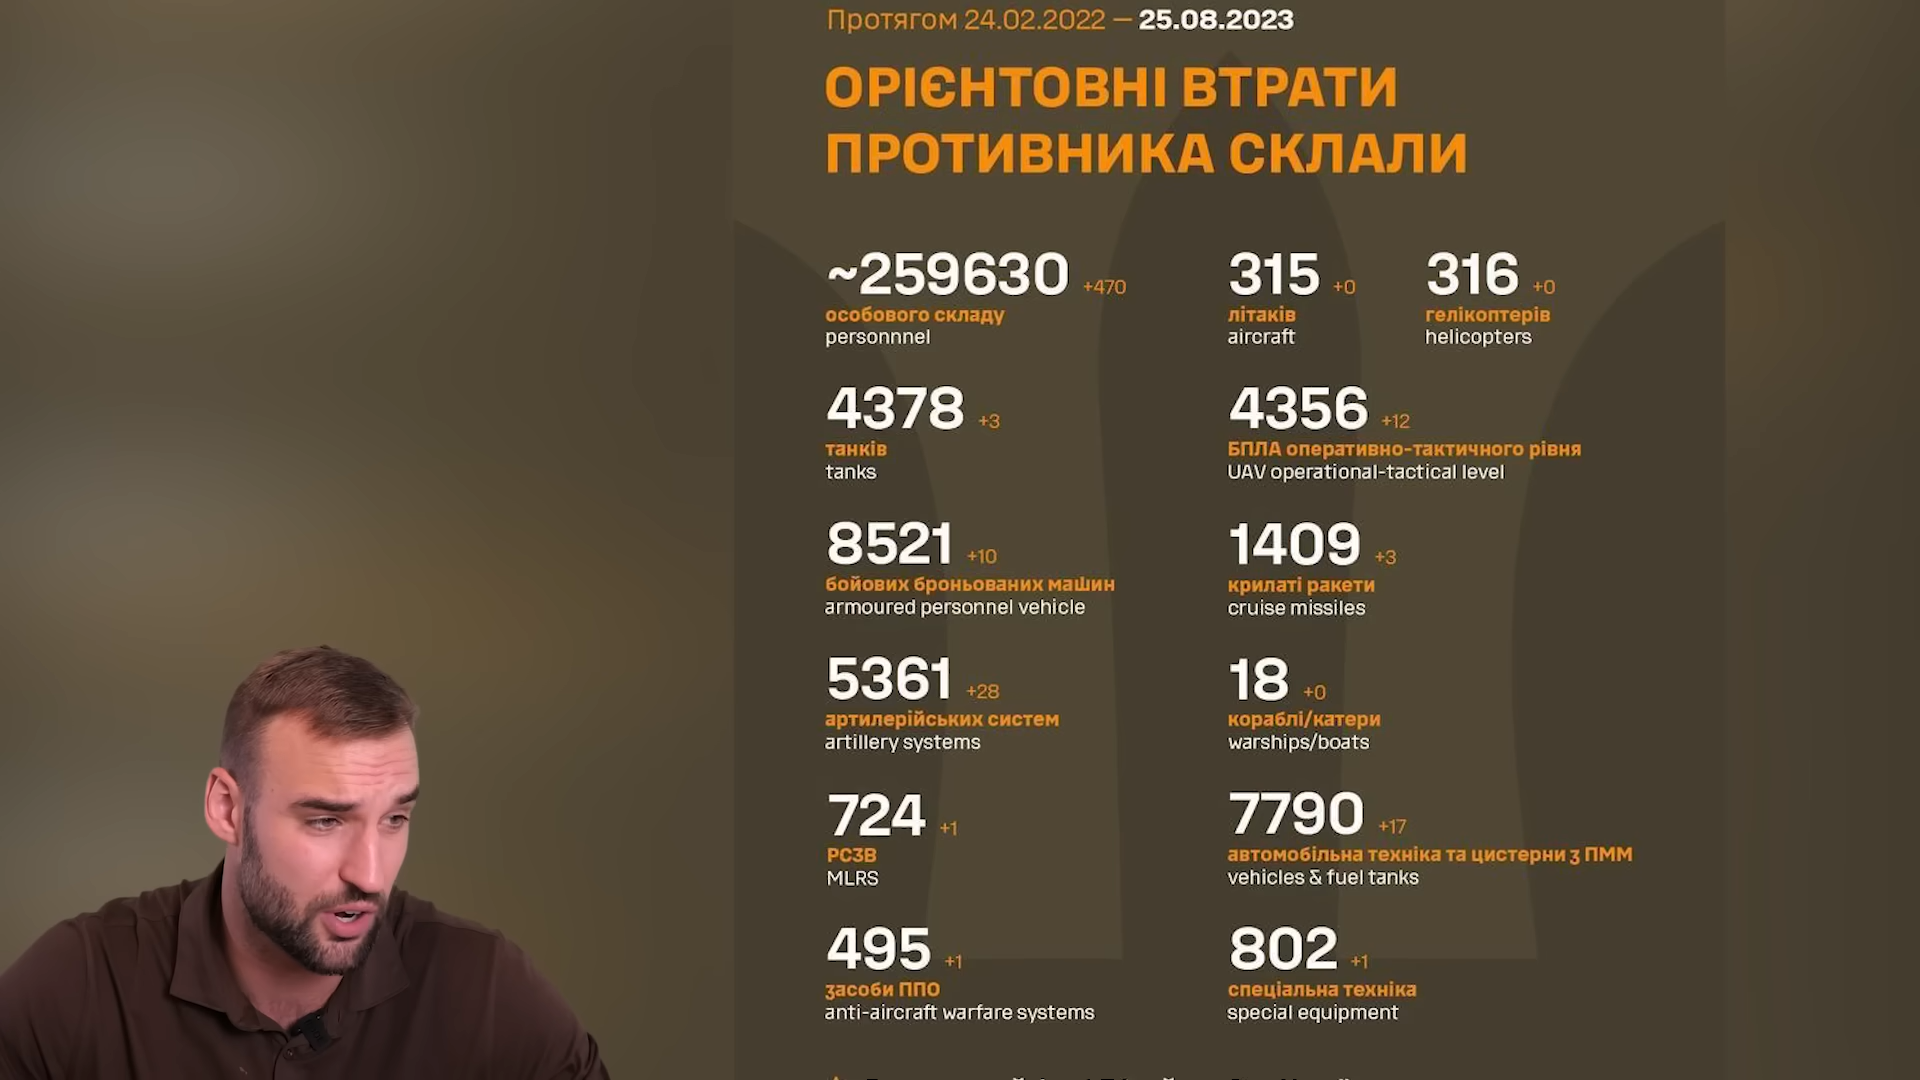 Протягом 24.02.2022 — 25.08.2023
ОРІЄНТОВНІ ВТРАТИ
ПРОТИВНИКА СКЛАЛИ
~259630 +470
особового складу
personnnel
315 +0
літаків
aircraft
316 +0
гелікоптерів
helicopters
4378 +3
танків
tanks
4356 +12
БПЛА оперативно-тактичного рівня
UAV operational-tactical level
8521 +10
бойових броньованих машин
armoured personnel vehicle
1409 +3
крилаті ракети
cruise missiles
5361 +28
артилерійських систем
artillery systems
18 +0
кораблі/катери
warships/boats
724 +1
РСЗВ
MLRS
7790 +17
автомобільна техніка та цистерни з ПММ
vehicles & fuel tanks
495 +1
засоби ППО
anti-aircraft warfare systems
802 +1
спеціальна техніка
special equipment